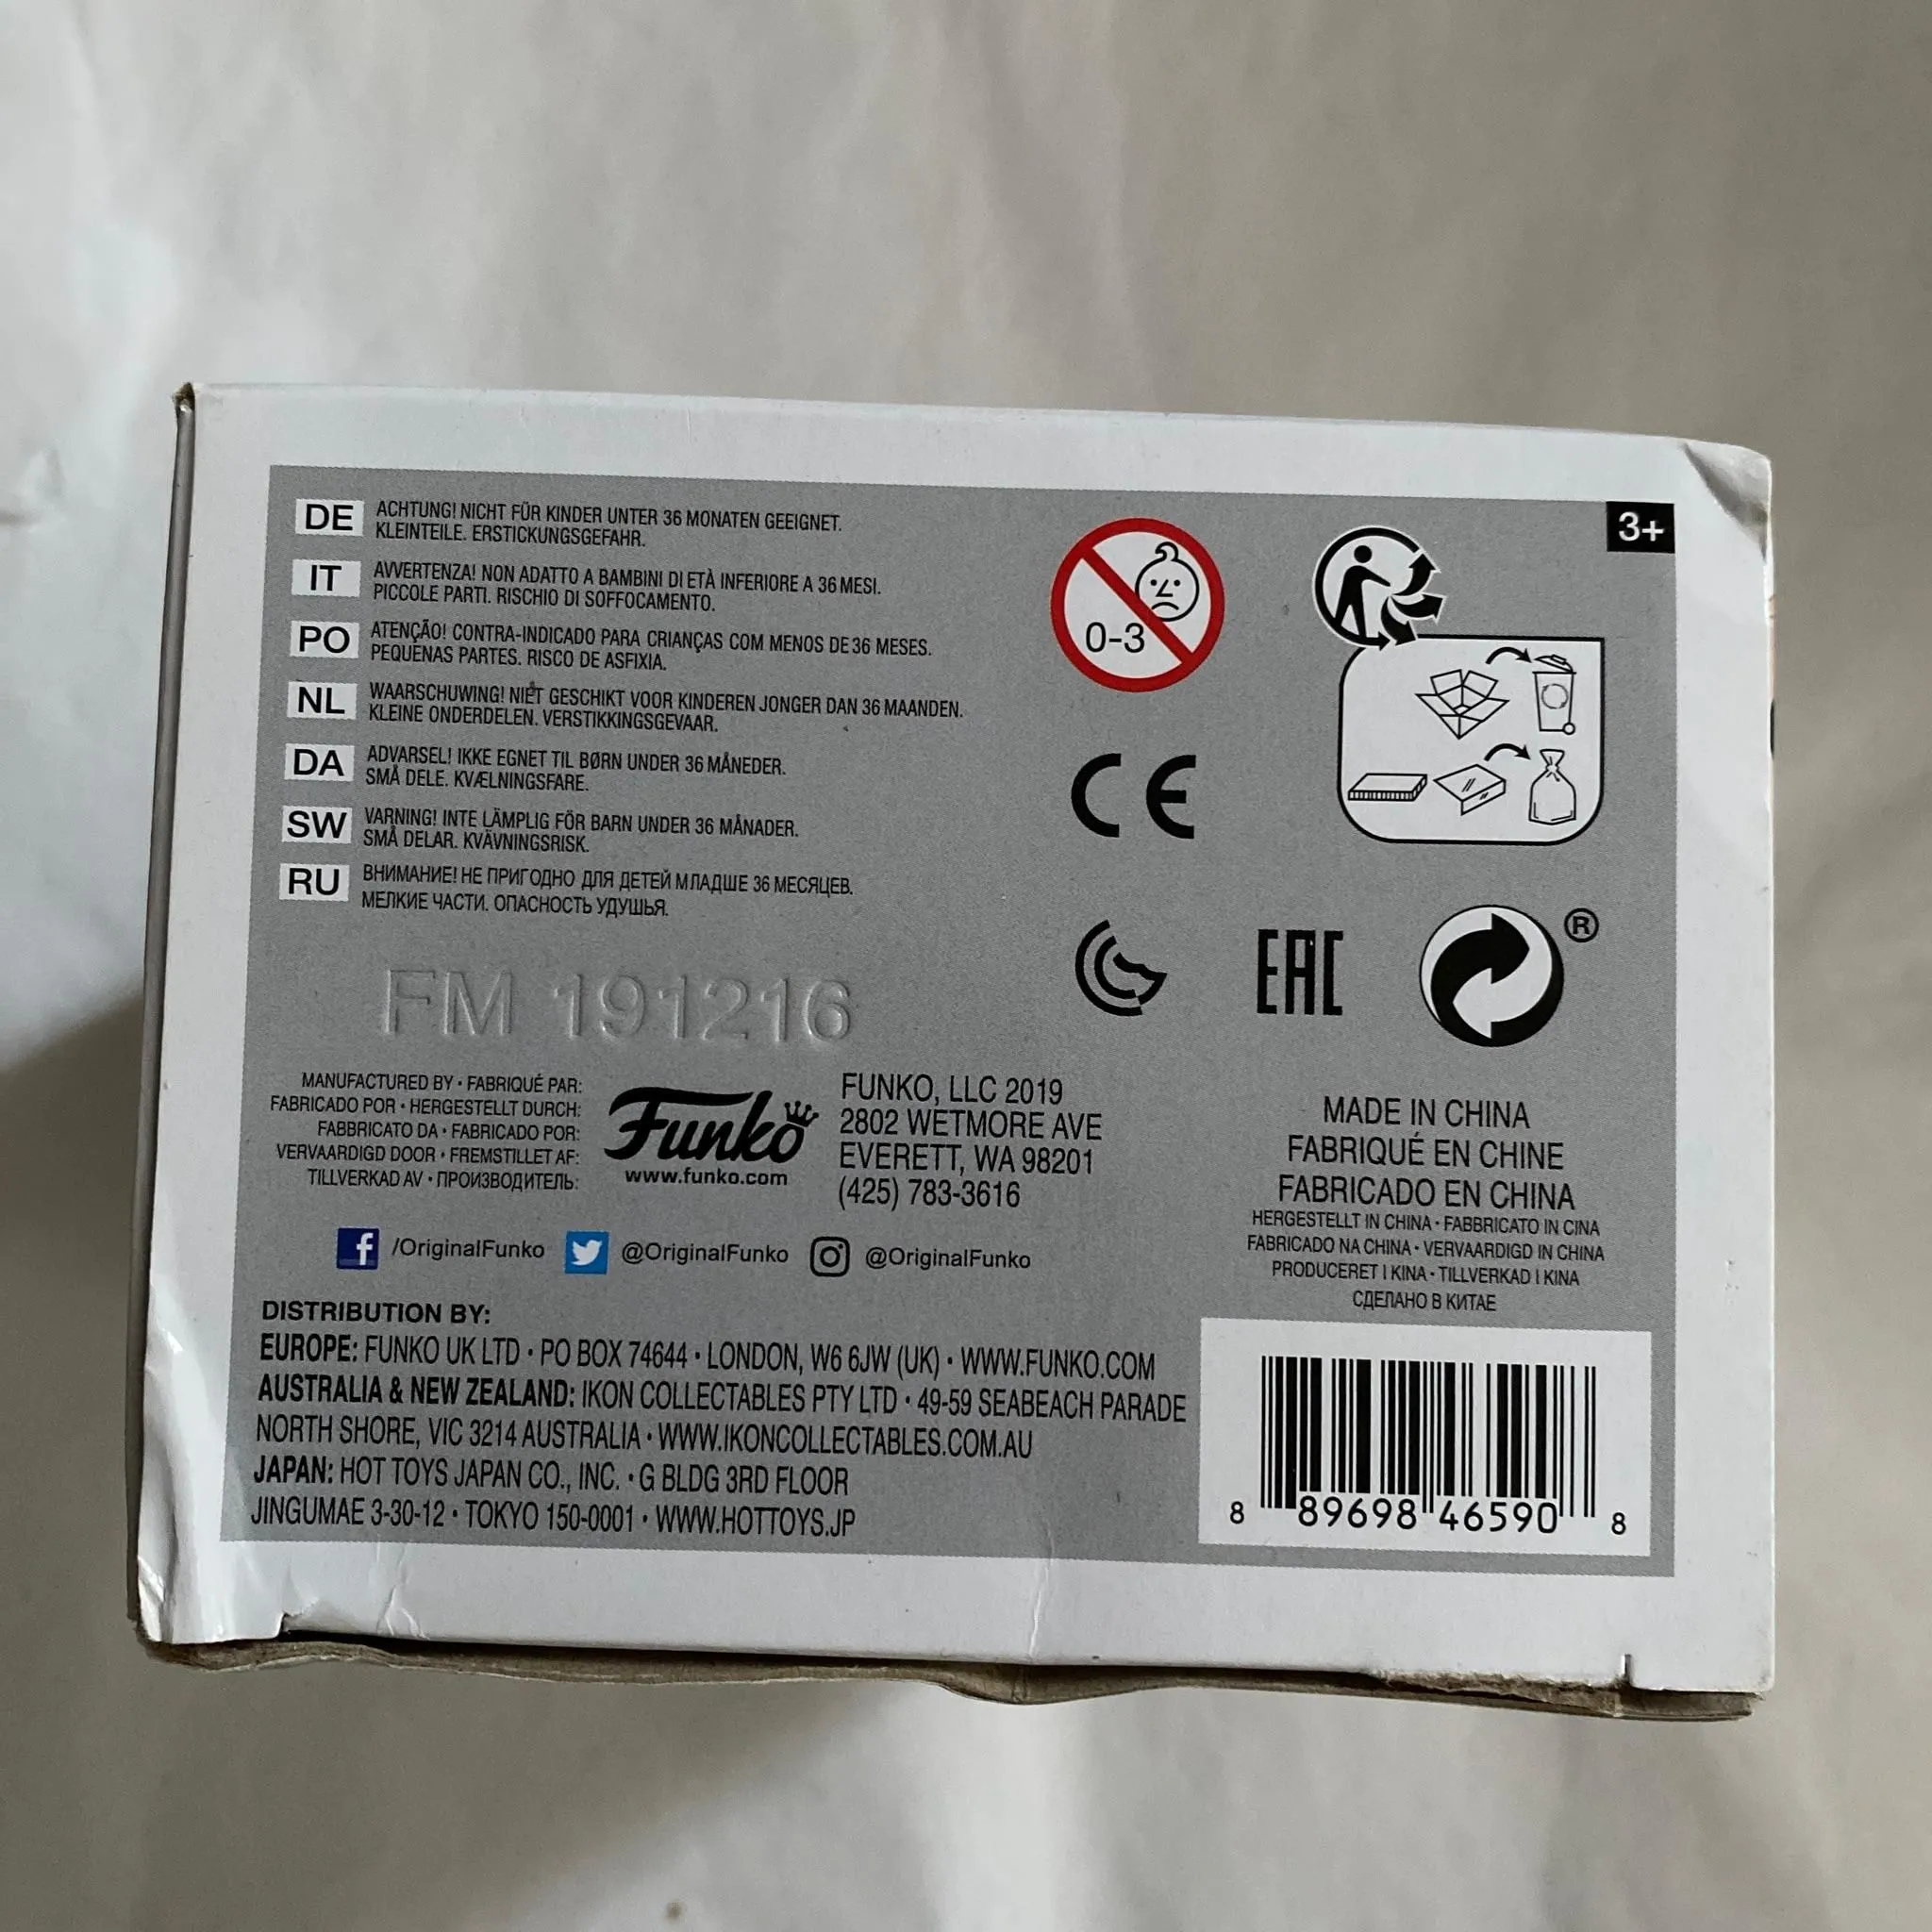 DE ACHTUNG! NICHT FÜR KINDER UNTER 36 MONATEN GEEIGNET.
KLEINTEILE. ERSTICKUNGSGEFAHR.
IT AVVERTENZA! NON ADATTO A BAMBINI DI ETÀ INFERIORE A 36 MESI.
PICCOLE PARTI. RISCHIO DI SOFFOCAMENTO.
PO ATENÇÃO! CONTRA-INDICADO PARA CRIANÇAS COM MENOS DE 36 MESES.
PEQUENAS PARTES. RISCO DE ASFIXIA.
NL WAARSCHUWING! NIET GESCHIKT VOOR KINDEREN JONGER DAN 36 MAANDEN.
KLEINE ONDERDELEN. VERSTIKKINGSGEVAAR.
DA ADVARSEL! IKKE EGNET TIL BØRN UNDER 36 MÅNEDER.
SMÅ DELE. KVÆLNINGSFARE.
SW VARNING! INTE LÄMPLIG FÖR BARN UNDER 36 MÅNADER.
SMÅ DELAR. KVÄVNINGSRISK.
RU ВНИМАНИЕ! НЕ ПРИГОДНО ДЛЯ ДЕТЕЙ МЛАДШЕ 36 МЕСЯЦЕВ.
МЕЛКИЕ ЧАСТИ. ОПАСНОСТЬ УДУШЬЯ.
0-3
3+
CE
EAC
®
FM 191216
MANUFACTURED BY • FABRIQUÉ PAR:
FABRICADO POR • HERGESTELLT DURCH:
FABBRICATO DA • FABRICADO POR:
VERVAARDIGD DOOR • FREMSTILLET AF:
TILLVERKAD AV • ПРОИЗВОДИТЕЛЬ:
Funko
www.funko.com
FUNKO, LLC 2019
2802 WETMORE AVE
EVERETT, WA 98201
(425) 783-3616
MADE IN CHINA
FABRIQUÉ EN CHINE
FABRICADO EN CHINA
HERGESTELLT IN CHINA • FABBRICATO IN CINA
FABRICADO NA CHINA • VERVAARDIGD IN CHINA
PRODUCERET I KINA • TILLVERKAD I KINA
СДЕЛАНО В КИТАЕ
f /OriginalFunko @OriginalFunko @OriginalFunko
DISTRIBUTION BY:
EUROPE: FUNKO UK LTD • PO BOX 74644 • LONDON, W6 6JW (UK) • WWW.FUNKO.COM
AUSTRALIA & NEW ZEALAND: IKON COLLECTABLES PTY LTD • 49-59 SEABEACH PARADE
NORTH SHORE, VIC 3214 AUSTRALIA • WWW.IKONCOLLECTABLES.COM.AU
JAPAN: HOT TOYS JAPAN CO., INC. • G BLDG 3RD FLOOR
JINGUMAE 3-30-12 • TOKYO 150-0001 • WWW.HOTTOYS.JP
8 89698 46590 8